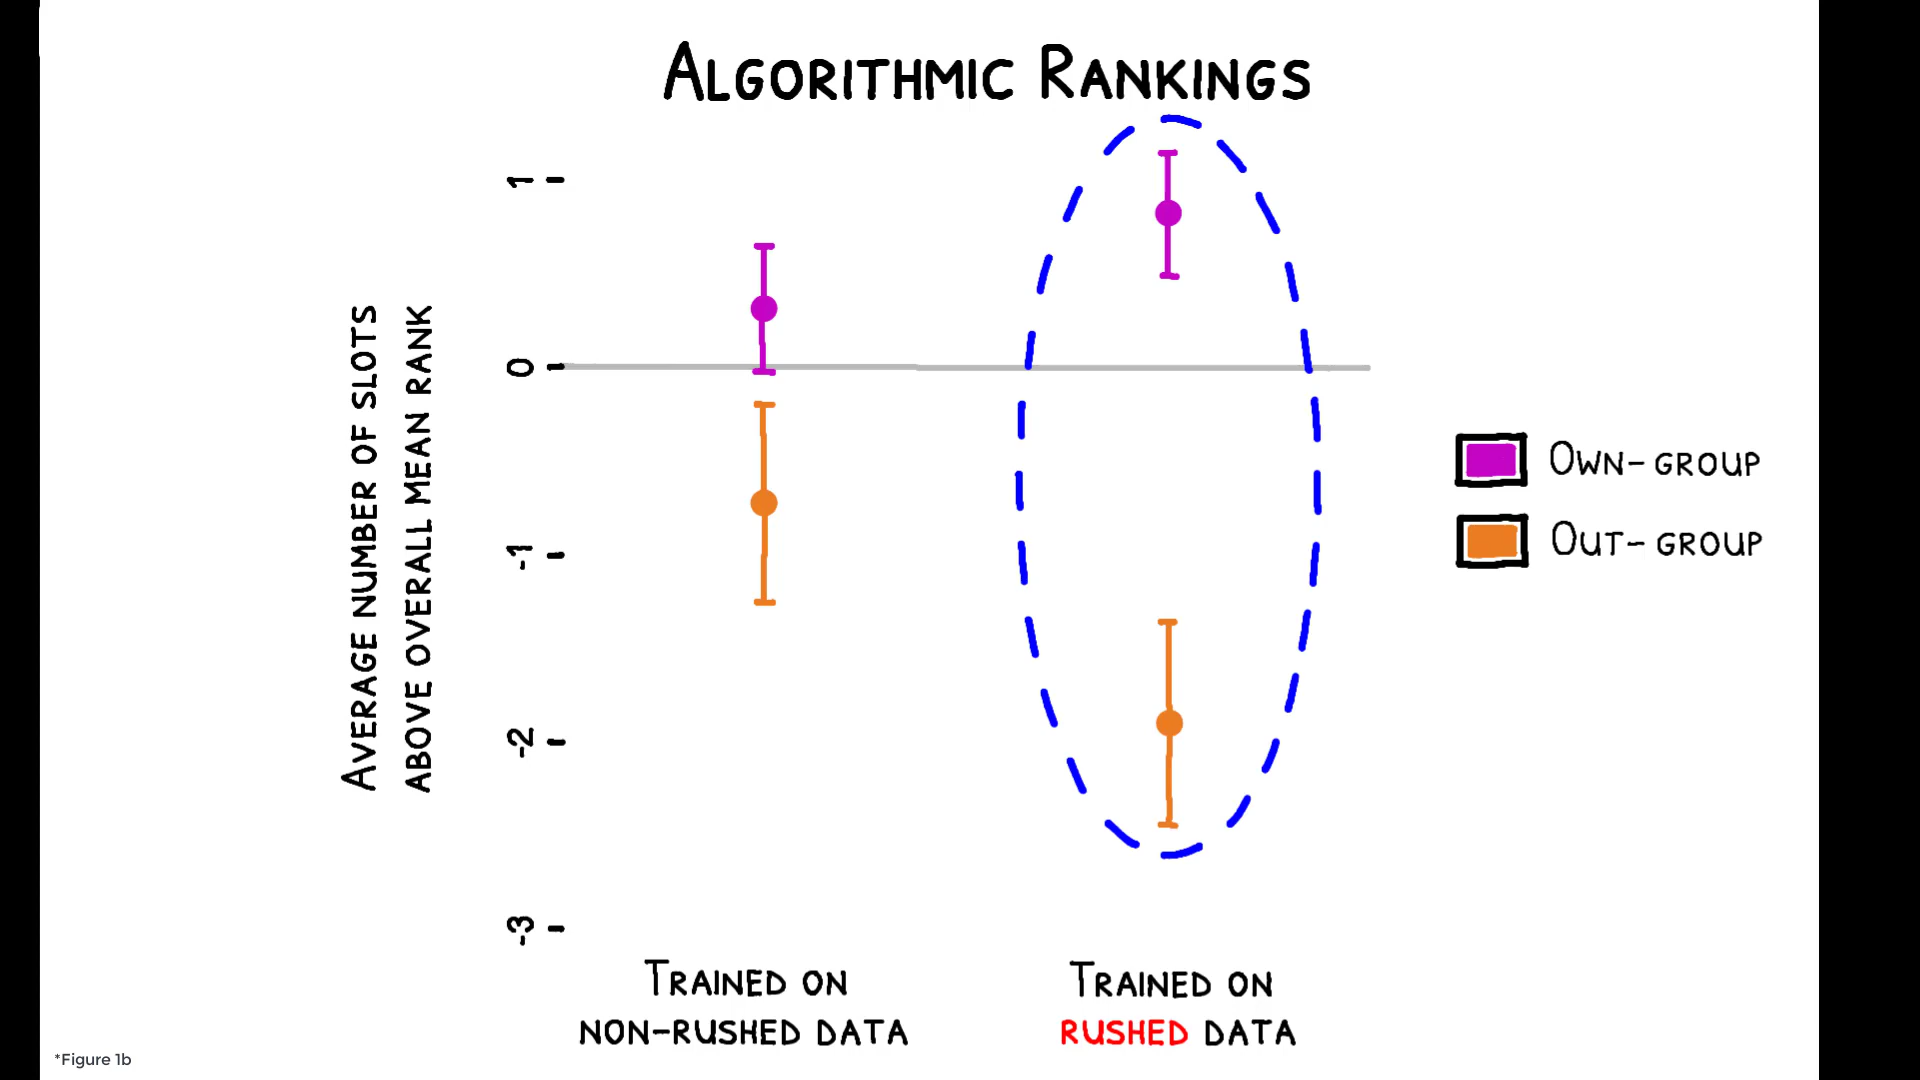 ALGORITHMIC RANKINGS
AVERAGE NUMBER OF SLOTS
ABOVE OVERALL MEAN RANK
1
0
-1
-2
-3
OWN-GROUP
OUT-GROUP
TRAINED ON
NON-RUSHED DATA
TRAINED ON
RUSHED DATA
*Figure 1b